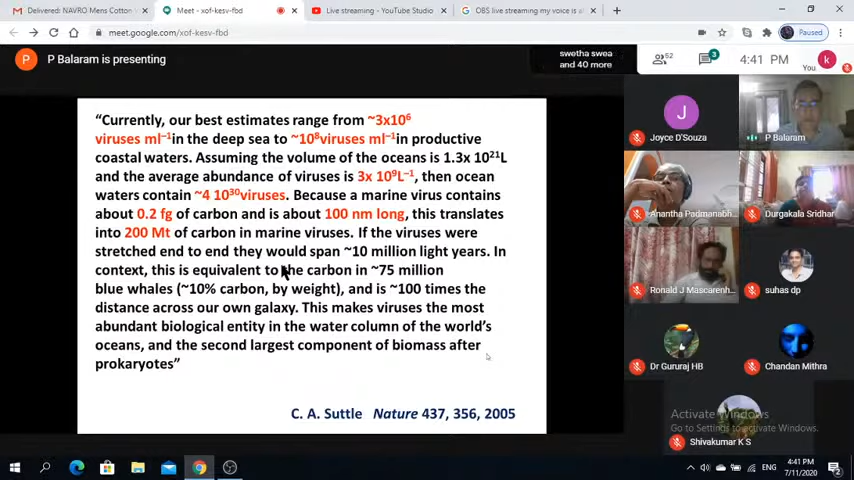 Delivered: NAVRO Mens Cotton
Meet - xof-kesv-fbd
Live streaming - YouTube Studio
OBS live streaming my voice is a
meet.google.com/xof-kesv-fbd
Paused
P
P Balaram is presenting
swetha swea
and 40 more
52
3
4:41 PM
You
k
“Currently, our best estimates range from ~3x10⁶
viruses ml⁻¹in the deep sea to ~10⁸viruses ml⁻¹in productive
coastal waters. Assuming the volume of the oceans is 1.3x 10²¹L
and the average abundance of viruses is 3x 10⁹L⁻¹, then ocean
waters contain ~4 10³⁰viruses. Because a marine virus contains
about 0.2 fg of carbon and is about 100 nm long, this translates
into 200 Mt of carbon in marine viruses. If the viruses were
stretched end to end they would span ~10 million light years. In
context, this is equivalent to the carbon in ~75 million
blue whales (~10% carbon, by weight), and is ~100 times the
distance across our own galaxy. This makes viruses the most
abundant biological entity in the water column of the world’s
oceans, and the second largest component of biomass after
prokaryotes”
C. A. Suttle Nature 437, 356, 2005
J
Joyce D'Souza
P Balaram
Anantha Padmanabh
Durgakala Sridhar
Ronald J Mascarenh
suhas dp
Dr Gururaj HB
Chandan Mithra
Activate Windows
Go to Settings to activate Windows.
Shivakumar K S
ENG
4:41 PM
7/11/2020